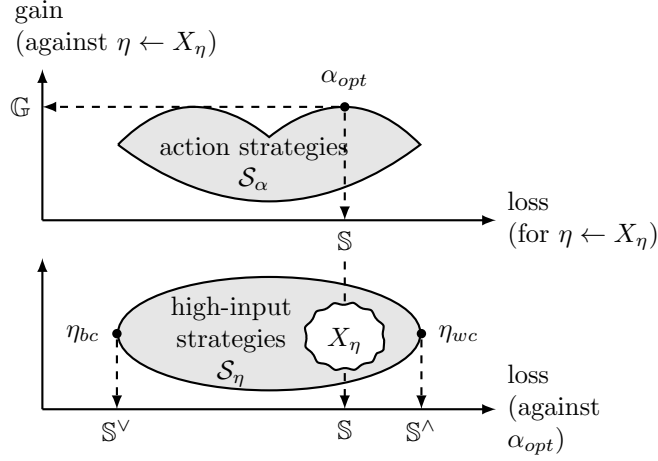 gain
(against η ← X_η)
α_opt
𝔾
action strategies
𝒮_α
loss
(for η ← X_η)
𝕊
high-input
strategies
𝒮_η
η_bc
X_η
η_wc
loss
(against
α_opt)
𝕊^∨
𝕊
𝕊^∧